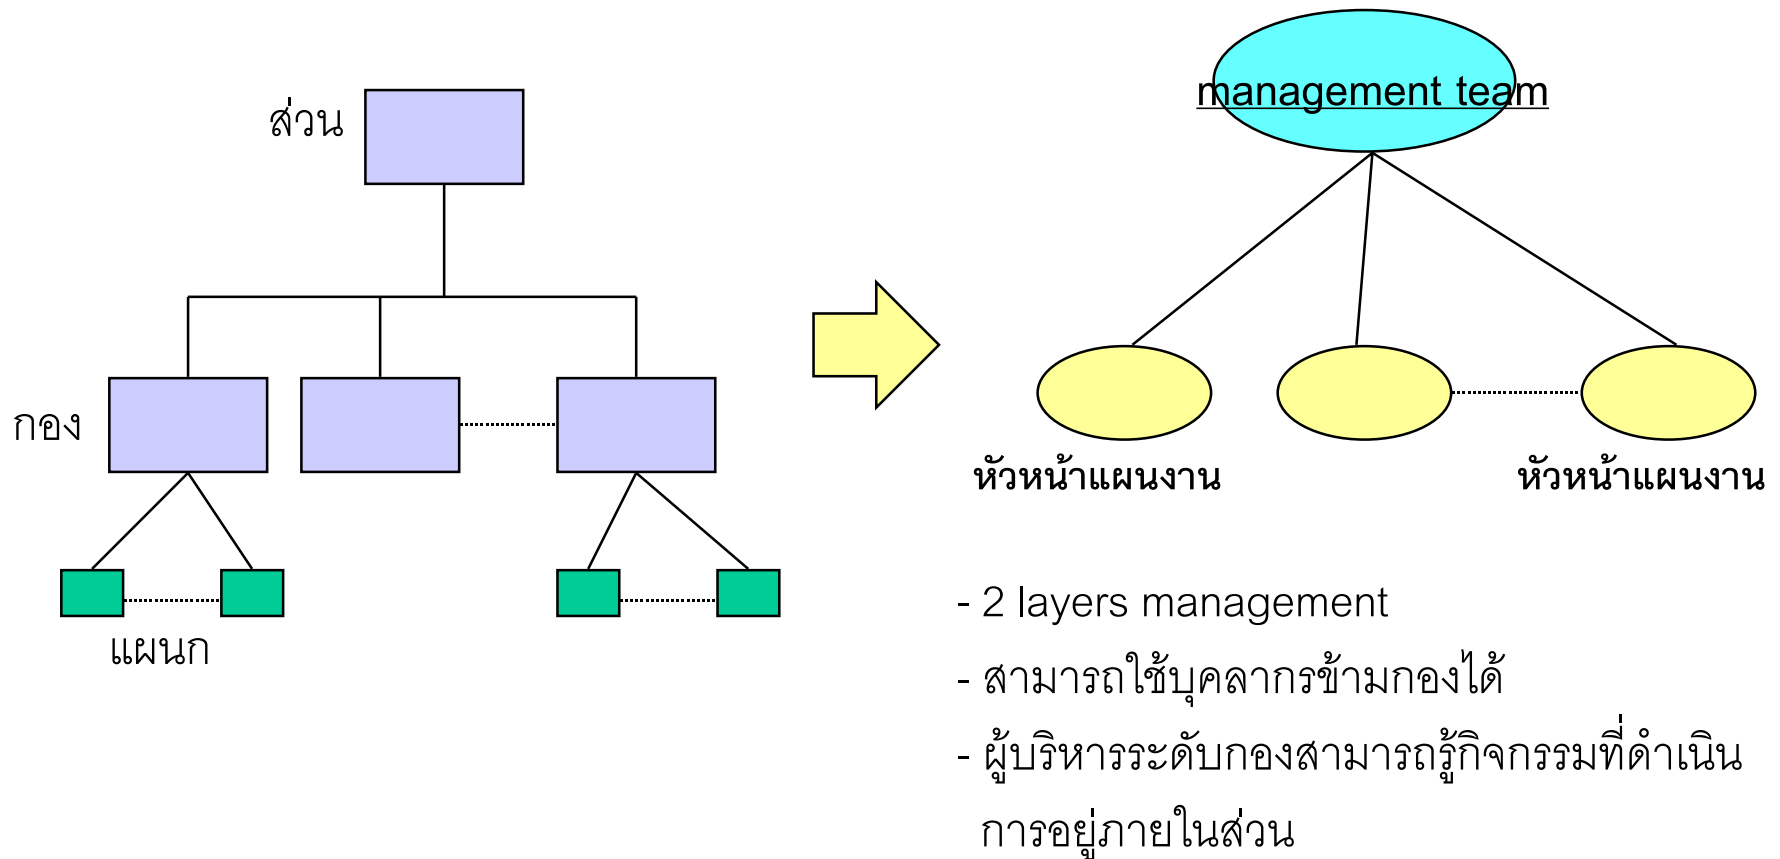 ส่วน
management team
กอง
หัวหน้าแผนงาน
หัวหน้าแผนงาน
แผนก
- 2 layers management
- สามารถใช้บุคลากรข้ามกองได้
- ผู้บริหารระดับกองสามารถรู้กิจกรรมที่ดำเนิน
การอยู่ภายในส่วน